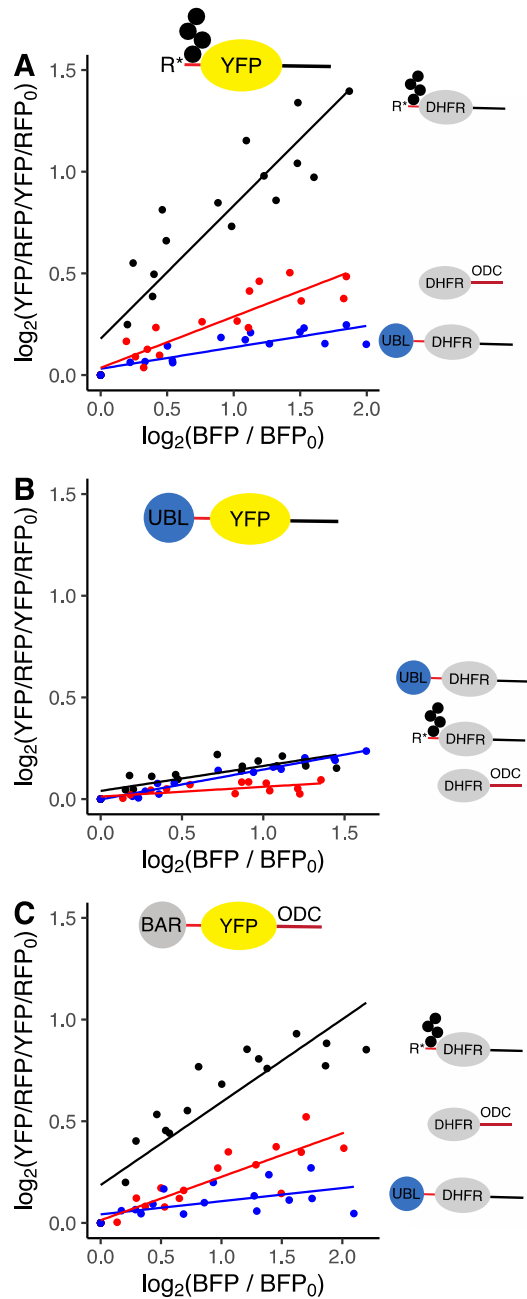 A
R*
YFP
log2(YFP/RFP/YFP/RFP0)
1.5
1.0
0.5
0.0
0.0 0.5 1.0 1.5 2.0
log2(BFP / BFP0)
R* DHFR
DHFR ODC
UBL DHFR
B
UBL YFP
log2(YFP/RFP/YFP/RFP0)
1.5
1.0
0.5
0.0
0.0 0.5 1.0 1.5
log2(BFP / BFP0)
UBL DHFR
R* DHFR
DHFR ODC
C
BAR YFP ODC
log2(YFP/RFP/YFP/RFP0)
1.5
1.0
0.5
0.0
0.0 0.5 1.0 1.5 2.0
log2(BFP / BFP0)
R* DHFR
DHFR ODC
UBL DHFR